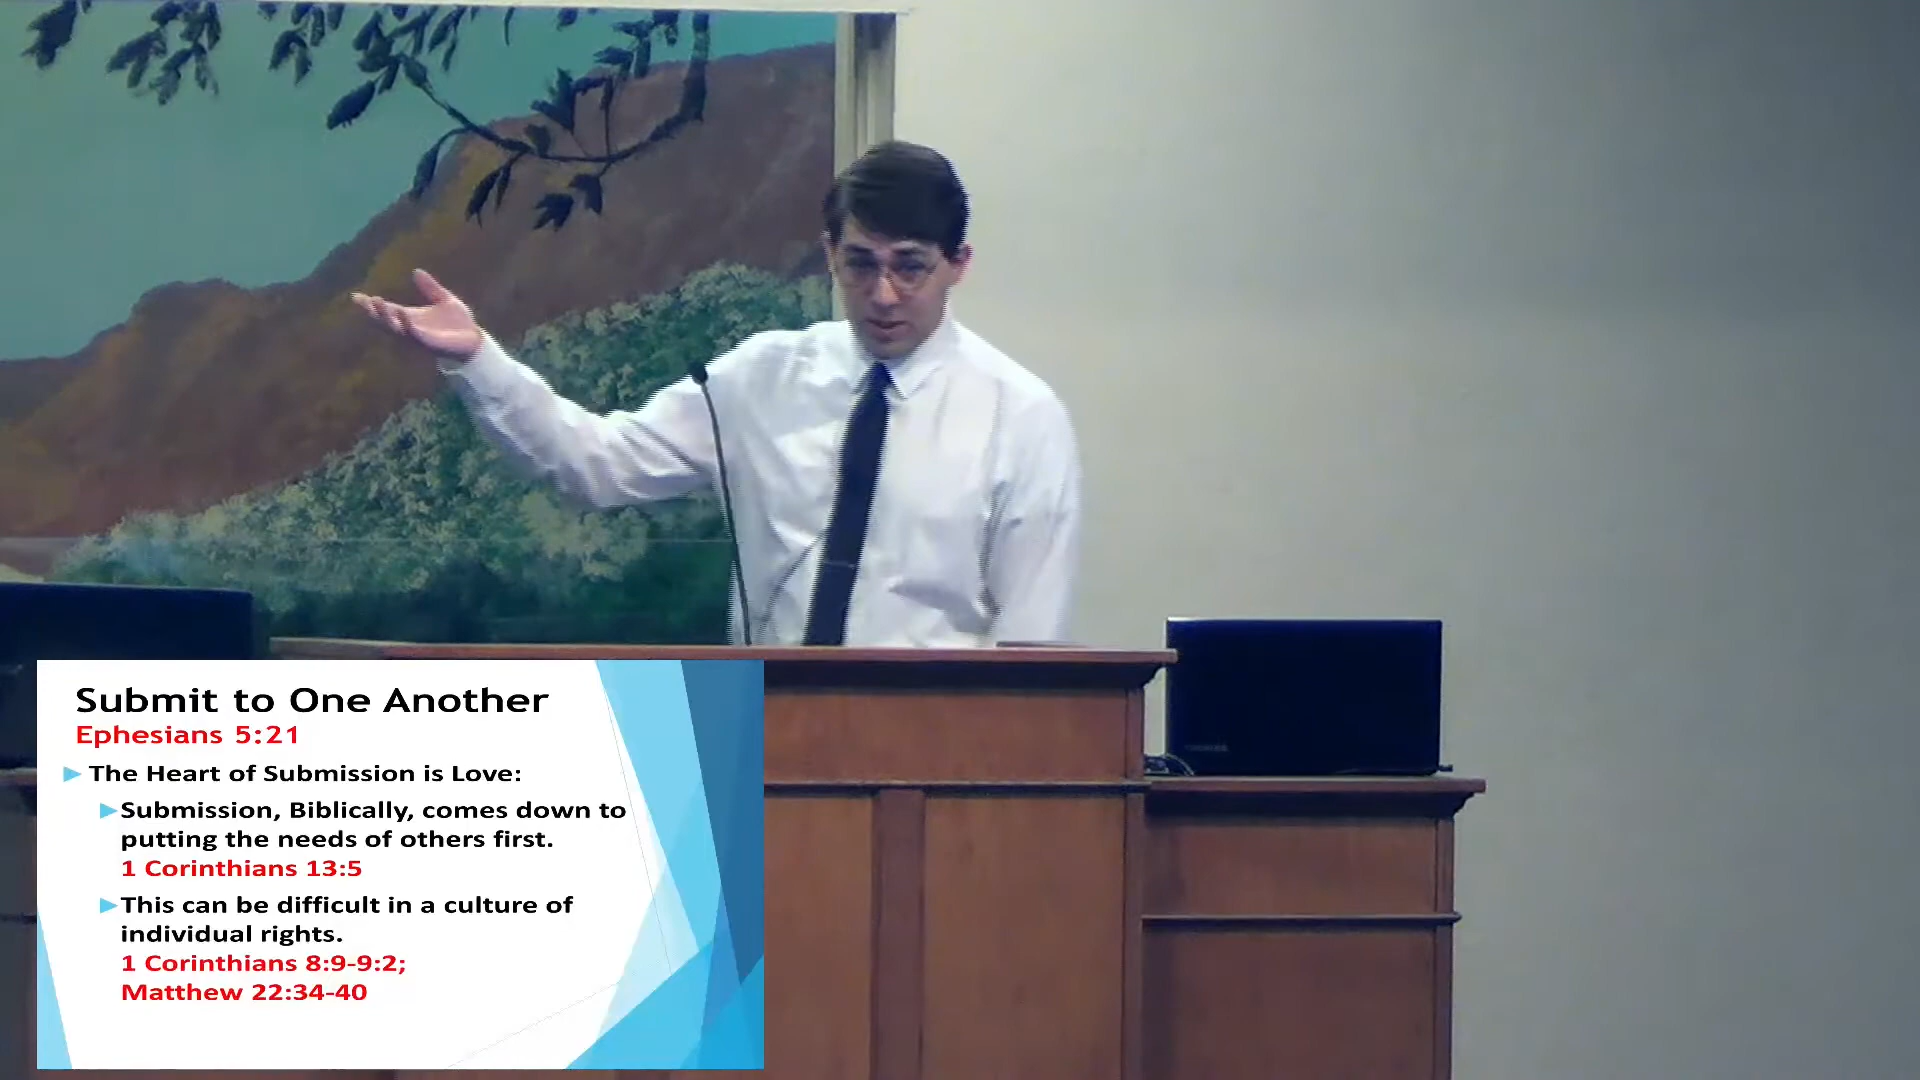 Submit to One Another
Ephesians 5:21
The Heart of Submission is Love:
Submission, Biblically, comes down to
putting the needs of others first.
1 Corinthians 13:5
This can be difficult in a culture of
individual rights.
1 Corinthians 8:9-9:2;
Matthew 22:34-40
TOSHIBA